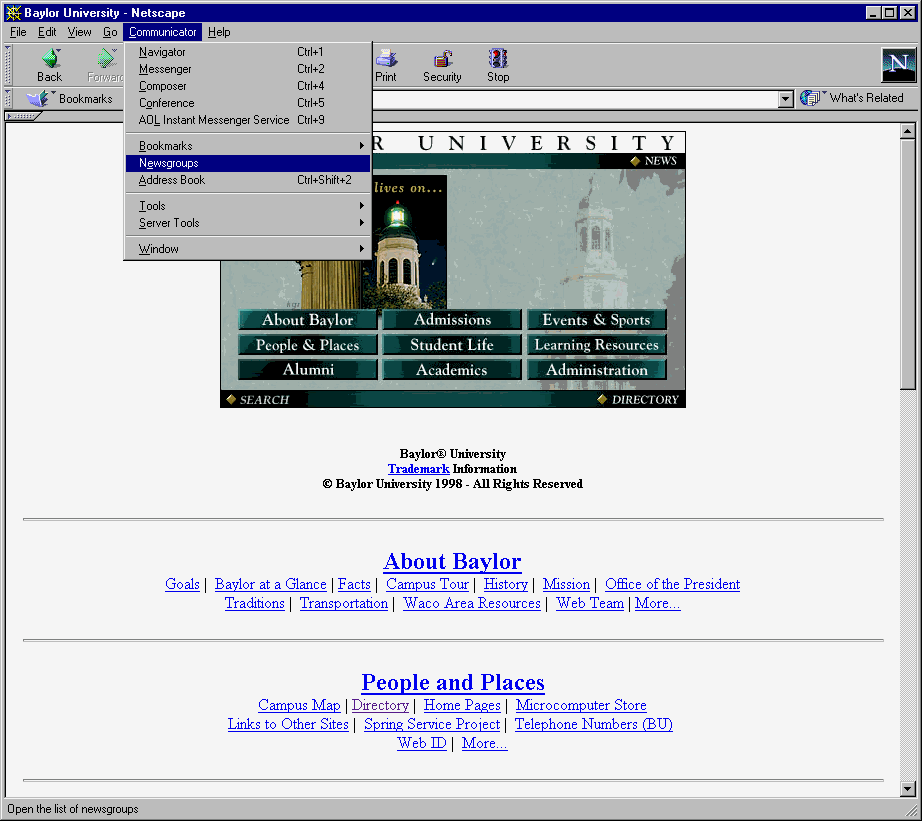 Baylor University - Netscape
File Edit View Go Communicator Help
Back Forward Print Security Stop
N
Bookmarks What's Related
Navigator Ctrl+1
Messenger Ctrl+2
Composer Ctrl+4
Conference Ctrl+5
AOL Instant Messenger Service Ctrl+9
Bookmarks
Newsgroups
Address Book Ctrl+Shift+2
Tools
Server Tools
Window
R UNIVERSITY
NEWS
lives on...
About Baylor Admissions Events & Sports
People & Places Student Life Learning Resources
Alumni Academics Administration
SEARCH DIRECTORY
Baylor® University
Trademark Information
© Baylor University 1998 - All Rights Reserved
About Baylor
Goals | Baylor at a Glance | Facts | Campus Tour | History | Mission | Office of the President
Traditions | Transportation | Waco Area Resources | Web Team | More...
People and Places
Campus Map | Directory | Home Pages | Microcomputer Store
Links to Other Sites | Spring Service Project | Telephone Numbers (BU)
Web ID | More...
Open the list of newsgroups